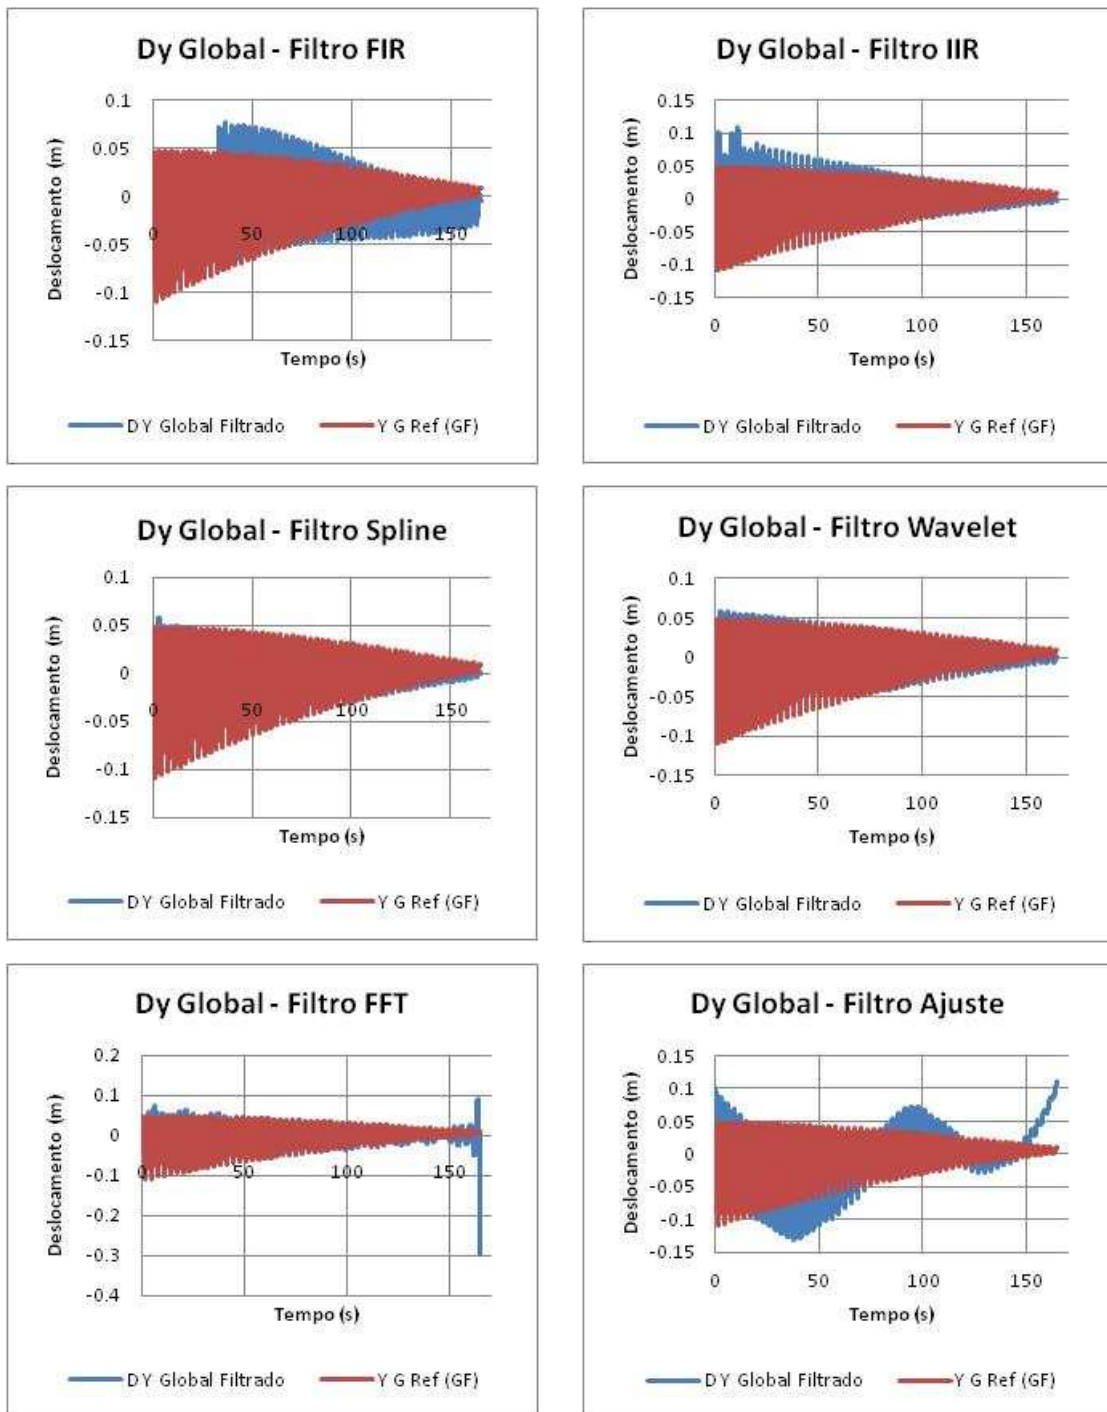 Dy Global - Filtro FIR
0.1
0.05
0
-0.05
-0.1
-0.15
0 50 100 150
Deslocamento (m)
Tempo (s)
DY Global Filtrado Y G Ref (GF)
Dy Global - Filtro IIR
0.15
0.1
0.05
0
-0.05
-0.1
-0.15
0 50 100 150
Deslocamento (m)
Tempo (s)
DY Global Filtrado Y G Ref (GF)
Dy Global - Filtro Spline
0.1
0.05
0
-0.05
-0.1
-0.15
0 50 100 150
Deslocamento (m)
Tempo (s)
DY Global Filtrado Y G Ref (GF)
Dy Global - Filtro Wavelet
0.1
0.05
0
-0.05
-0.1
-0.15
0 50 100 150
Deslocamento (m)
Tempo (s)
DY Global Filtrado Y G Ref (GF)
Dy Global - Filtro FFT
0.2
0.1
0
-0.1
-0.2
-0.3
-0.4
0 50 100 150
Deslocamento (m)
Tempo (s)
DY Global Filtrado Y G Ref (GF)
Dy Global - Filtro Ajuste
0.15
0.1
0.05
0
-0.05
-0.1
-0.15
0 50 100 150
Deslocamento (m)
Tempo (s)
DY Global Filtrado Y G Ref (GF)